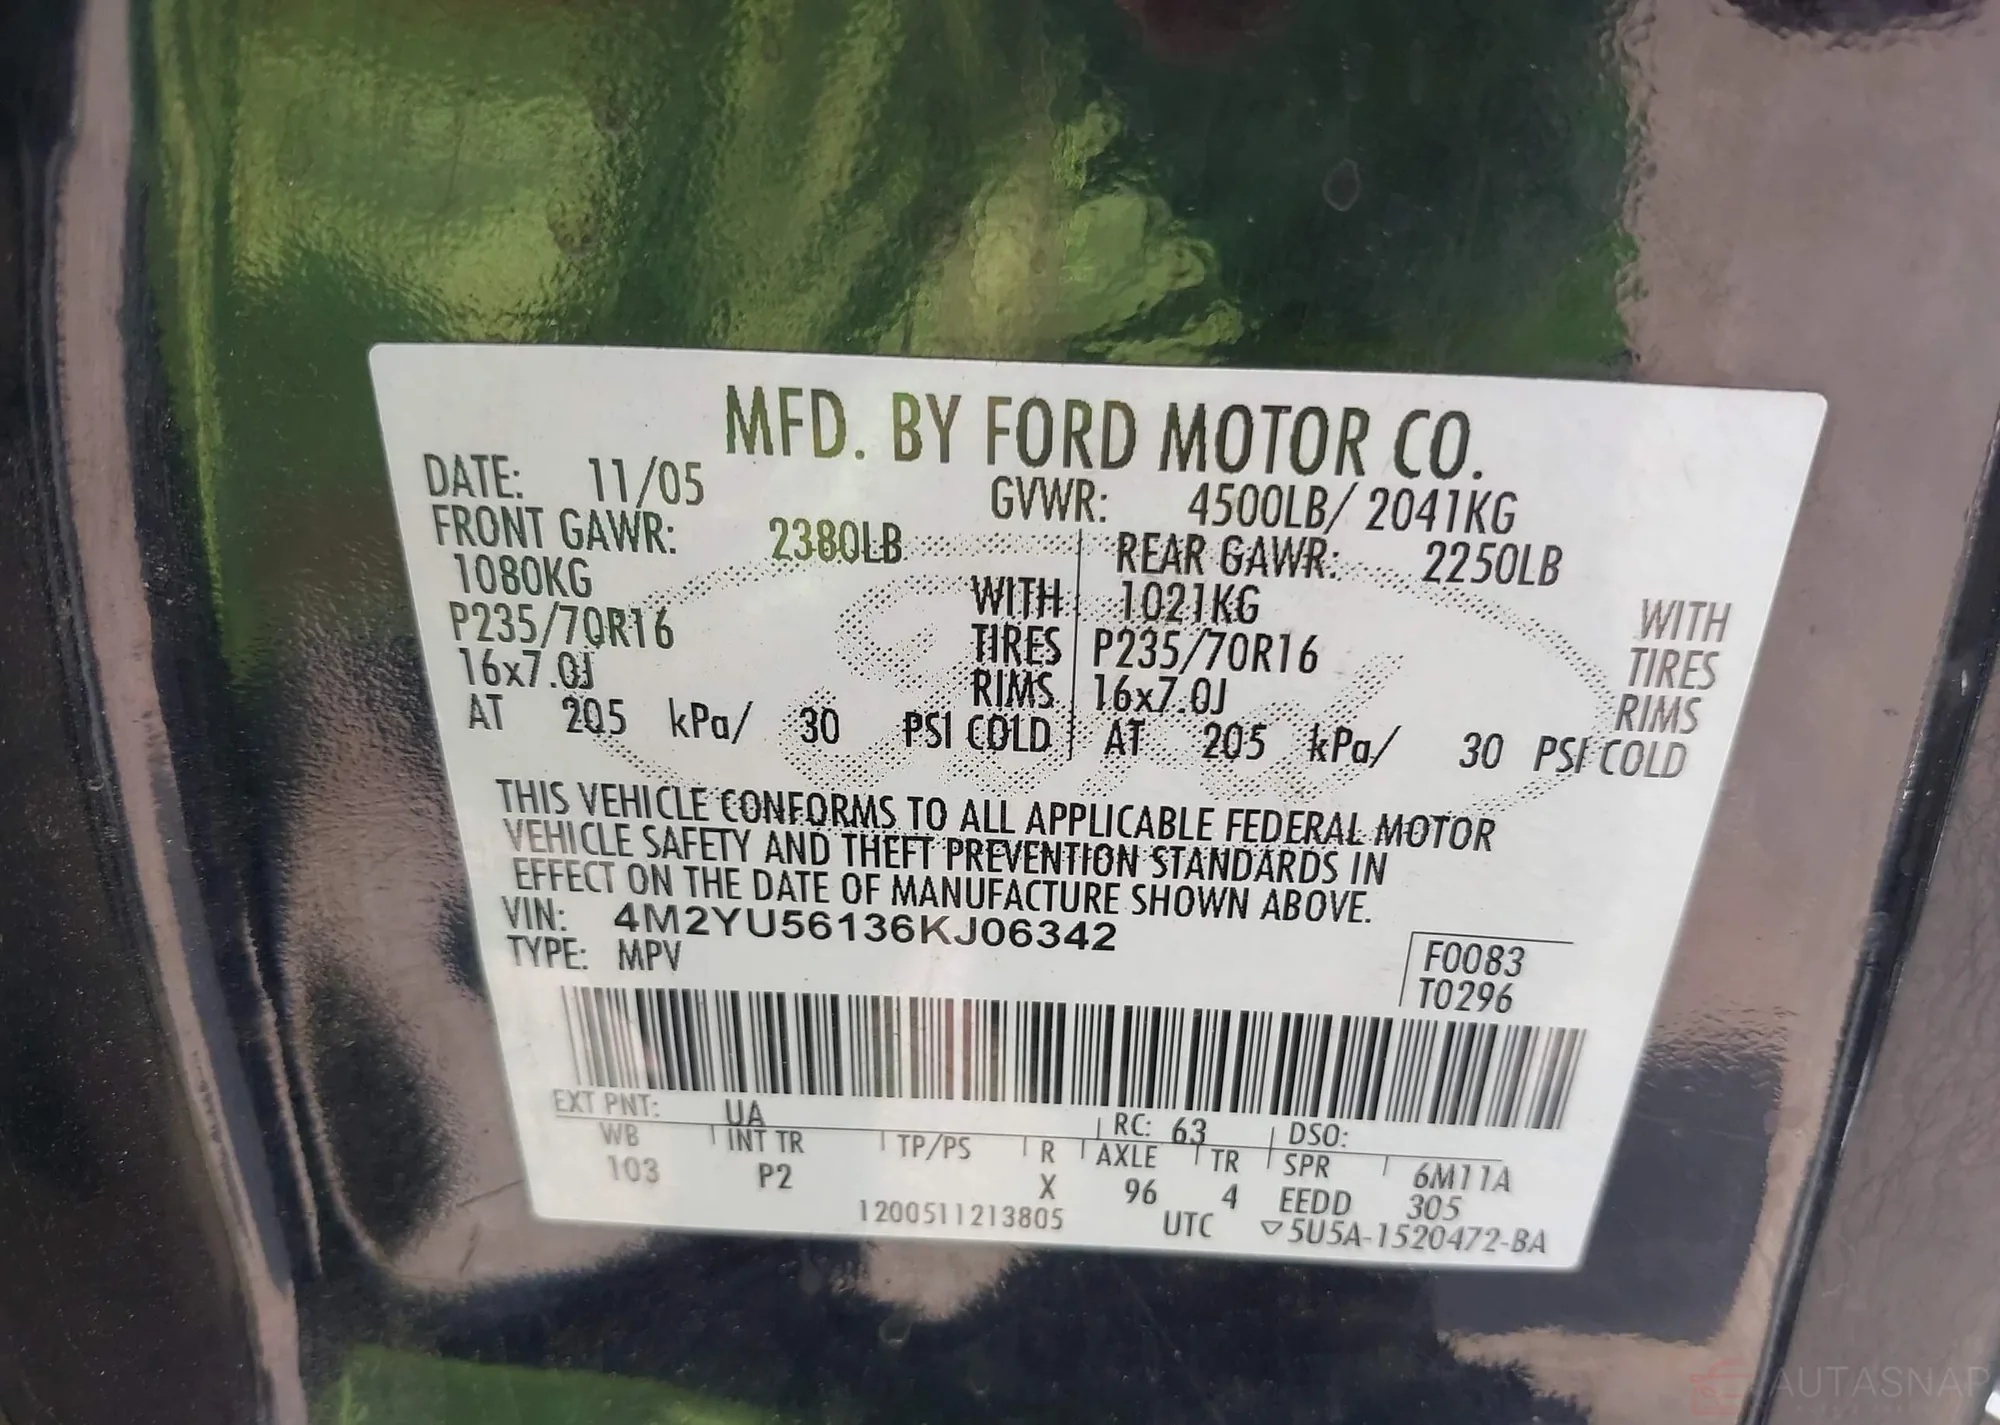 MFD. BY FORD MOTOR CO.
DATE: 11/05 GVWR: 4500LB/ 2041KG
FRONT GAWR: 2380LB REAR GAWR: 2250LB
1080KG WITH 1021KG WITH
P235/70R16 TIRES P235/70R16 TIRES
16x7.0J RIMS 16x7.0J RIMS
AT 205 kPa/ 30 PSI COLD AT 205 kPa/ 30 PSI COLD
THIS VEHICLE CONFORMS TO ALL APPLICABLE FEDERAL MOTOR
VEHICLE SAFETY AND THEFT PREVENTION STANDARDS IN
EFFECT ON THE DATE OF MANUFACTURE SHOWN ABOVE.
VIN: 4M2YU56136KJ06342
TYPE: MPV
F0083
T0296
EXT PNT: UA RC: 63 DSO:
WB INT TR TP/PS R AXLE TR SPR 6M11A
103 P2 X 96 4 EEDD 305
1200511213805 UTC ▽5U5A-1520472-BA
AUTASNAP